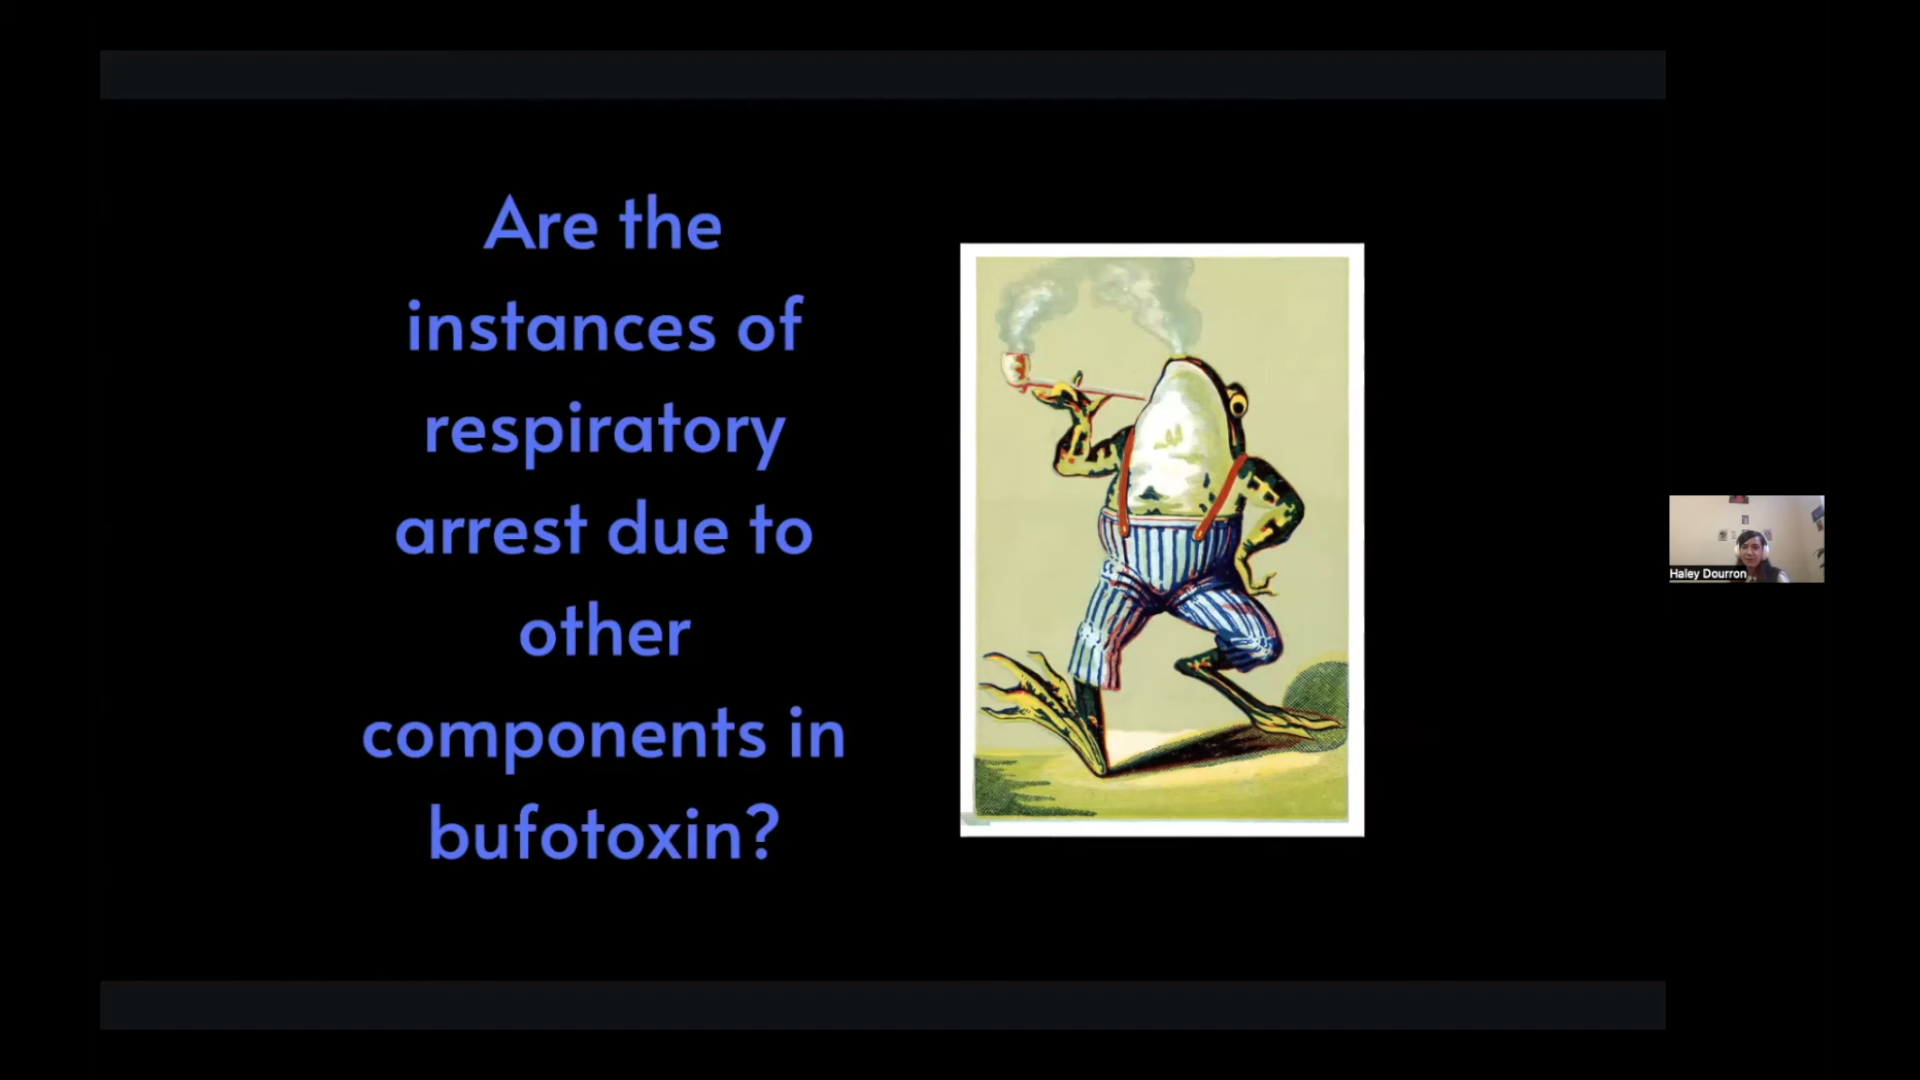 Are the
instances of
respiratory
arrest due to
other
components in
bufotoxin?
Haley Dourron